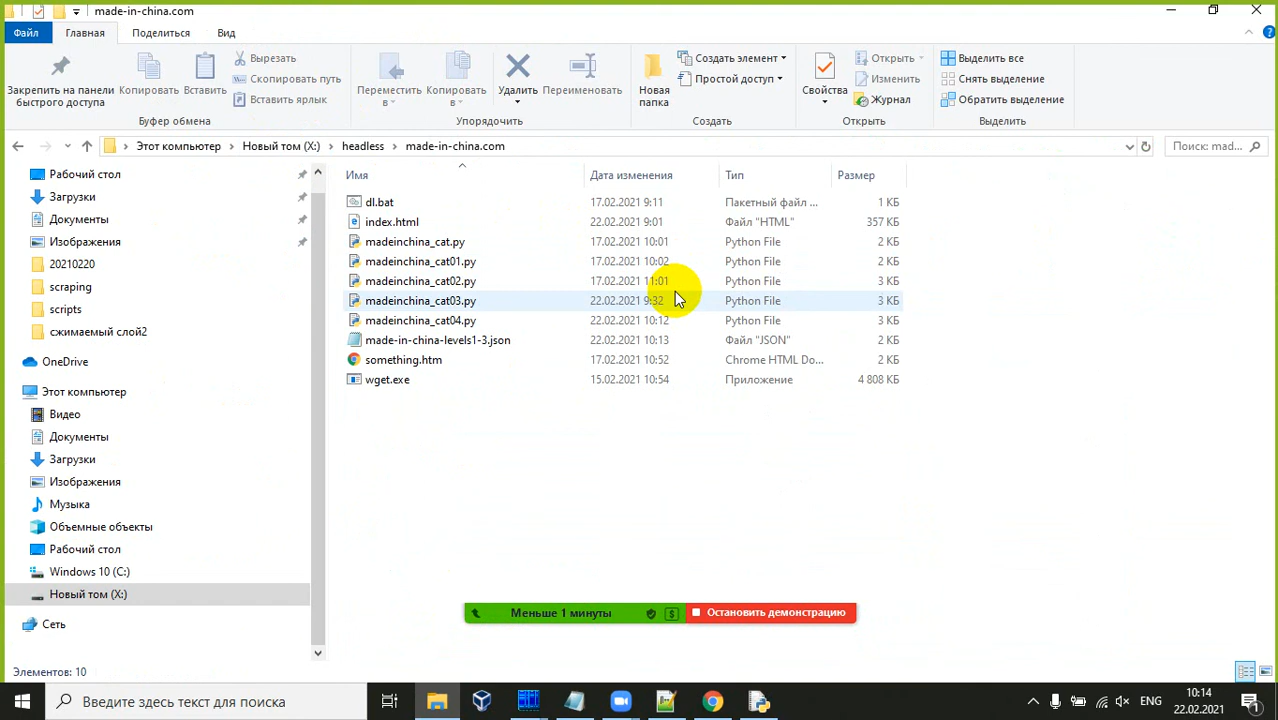 made-in-china.com
Файл
Главная
Поделиться
Вид
Закрепить на панели
быстрого доступа
Копировать
Вставить
Вырезать
Скопировать путь
Вставить ярлык
Переместить
в
Копировать
в
Удалить
Переименовать
Новая
папка
Создать элемент
Простой доступ
Свойства
Открыть
Изменить
Журнал
Выделить все
Снять выделение
Обратить выделение
Буфер обмена
Упорядочить
Создать
Открыть
Выделить
Этот компьютер
Новый том (X:)
headless
made-in-china.com
Поиск: mad...
Рабочий стол
Загрузки
Документы
Изображения
20210220
scraping
scripts
сжимаемый слой2
OneDrive
Этот компьютер
Видео
Документы
Загрузки
Изображения
Музыка
Объемные объекты
Рабочий стол
Windows 10 (C:)
Новый том (X:)
Сеть
Имя Дата изменения Тип Размер
dl.bat 17.02.2021 9:11 Пакетный файл ... 1 КБ
index.html 22.02.2021 9:01 Файл "HTML" 357 КБ
madeinchina_cat.py 17.02.2021 10:01 Python File 2 КБ
madeinchina_cat01.py 17.02.2021 10:02 Python File 2 КБ
madeinchina_cat02.py 17.02.2021 11:01 Python File 3 КБ
madeinchina_cat03.py 22.02.2021 9:32 Python File 3 КБ
madeinchina_cat04.py 22.02.2021 10:12 Python File 3 КБ
made-in-china-levels1-3.json 22.02.2021 10:13 Файл "JSON" 2 КБ
something.htm 17.02.2021 10:52 Chrome HTML Do... 2 КБ
wget.exe 15.02.2021 10:54 Приложение 4 808 КБ
Меньше 1 минуты
Остановить демонстрацию
Элементов: 10
Введите здесь текст для поиска
ENG
10:14
22.02.2021